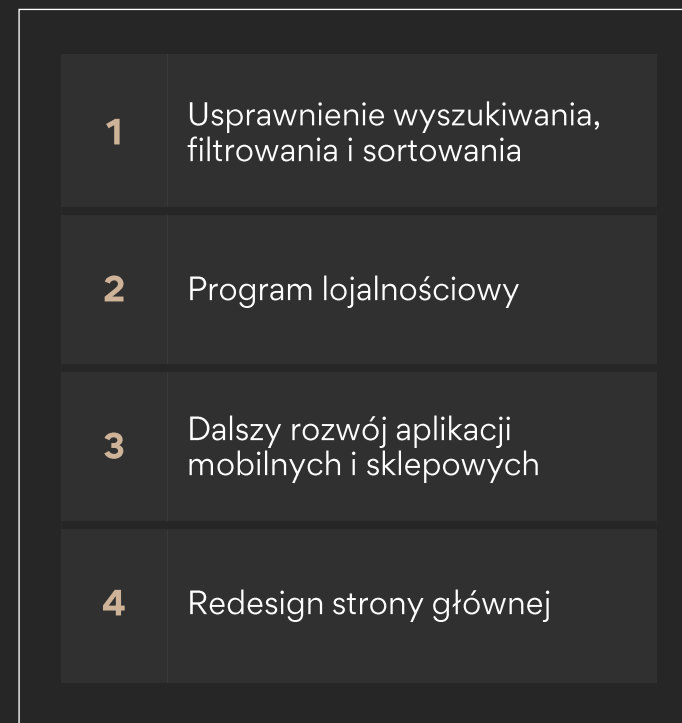 1
Usprawnienie wyszukiwania,
filtrowania i sortowania
2
Program lojalnościowy
3
Dalszy rozwój aplikacji
mobilnych i sklepowych
4
Redesign strony głównej